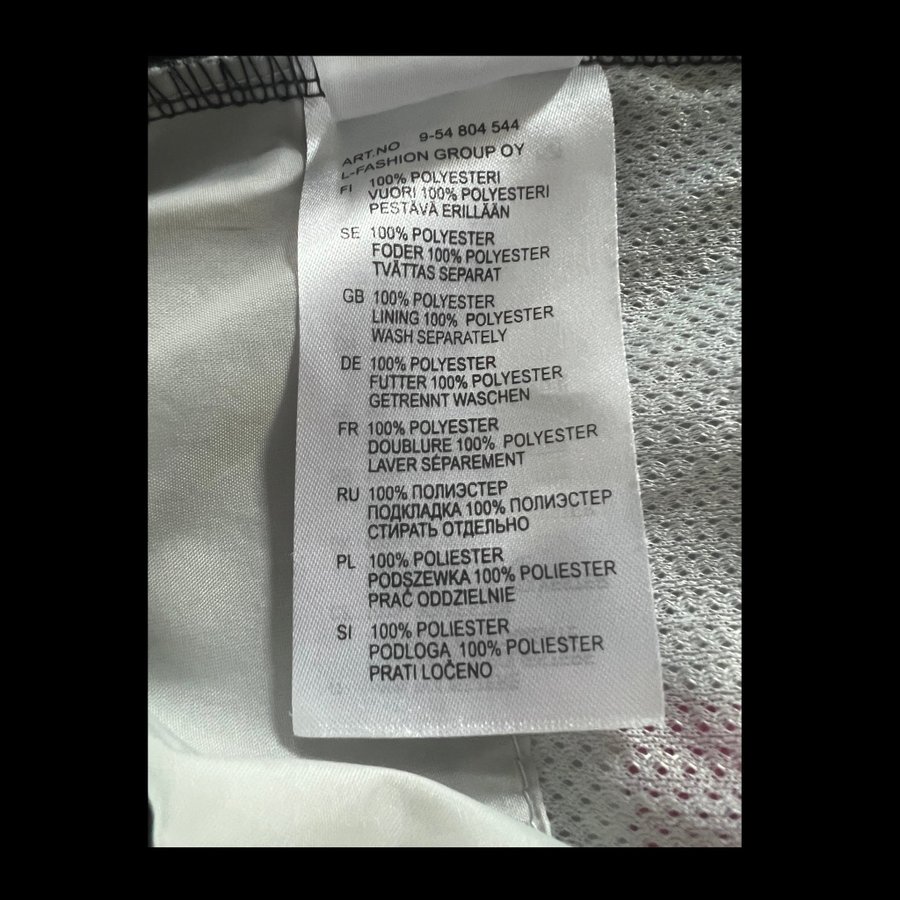 ART.NO 9-54 804 544
L-FASHION GROUP OY
FI 100% POLYESTERI
VUORI 100% POLYESTERI
PESTÄVÄ ERILLÄÄN
SE 100% POLYESTER
FODER 100% POLYESTER
TVÄTTAS SEPARAT
GB 100% POLYESTER
LINING 100% POLYESTER
WASH SEPARATELY
DE 100% POLYESTER
FUTTER 100% POLYESTER
GETRENNT WASCHEN
FR 100% POLYESTER
DOUBLURE 100% POLYESTER
LAVER SÉPAREMENT
RU 100% ПОЛИЭСТЕР
ПОДКЛАДКА 100% ПОЛИЭСТЕР
СТИРАТЬ ОТДЕЛЬНО
PL 100% POLIESTER
PODSZEWKA 100% POLIESTER
PRAĆ ODDZIELNIE
SI 100% POLIESTER
PODLOGA 100% POLIESTER
PRATI LOČENO